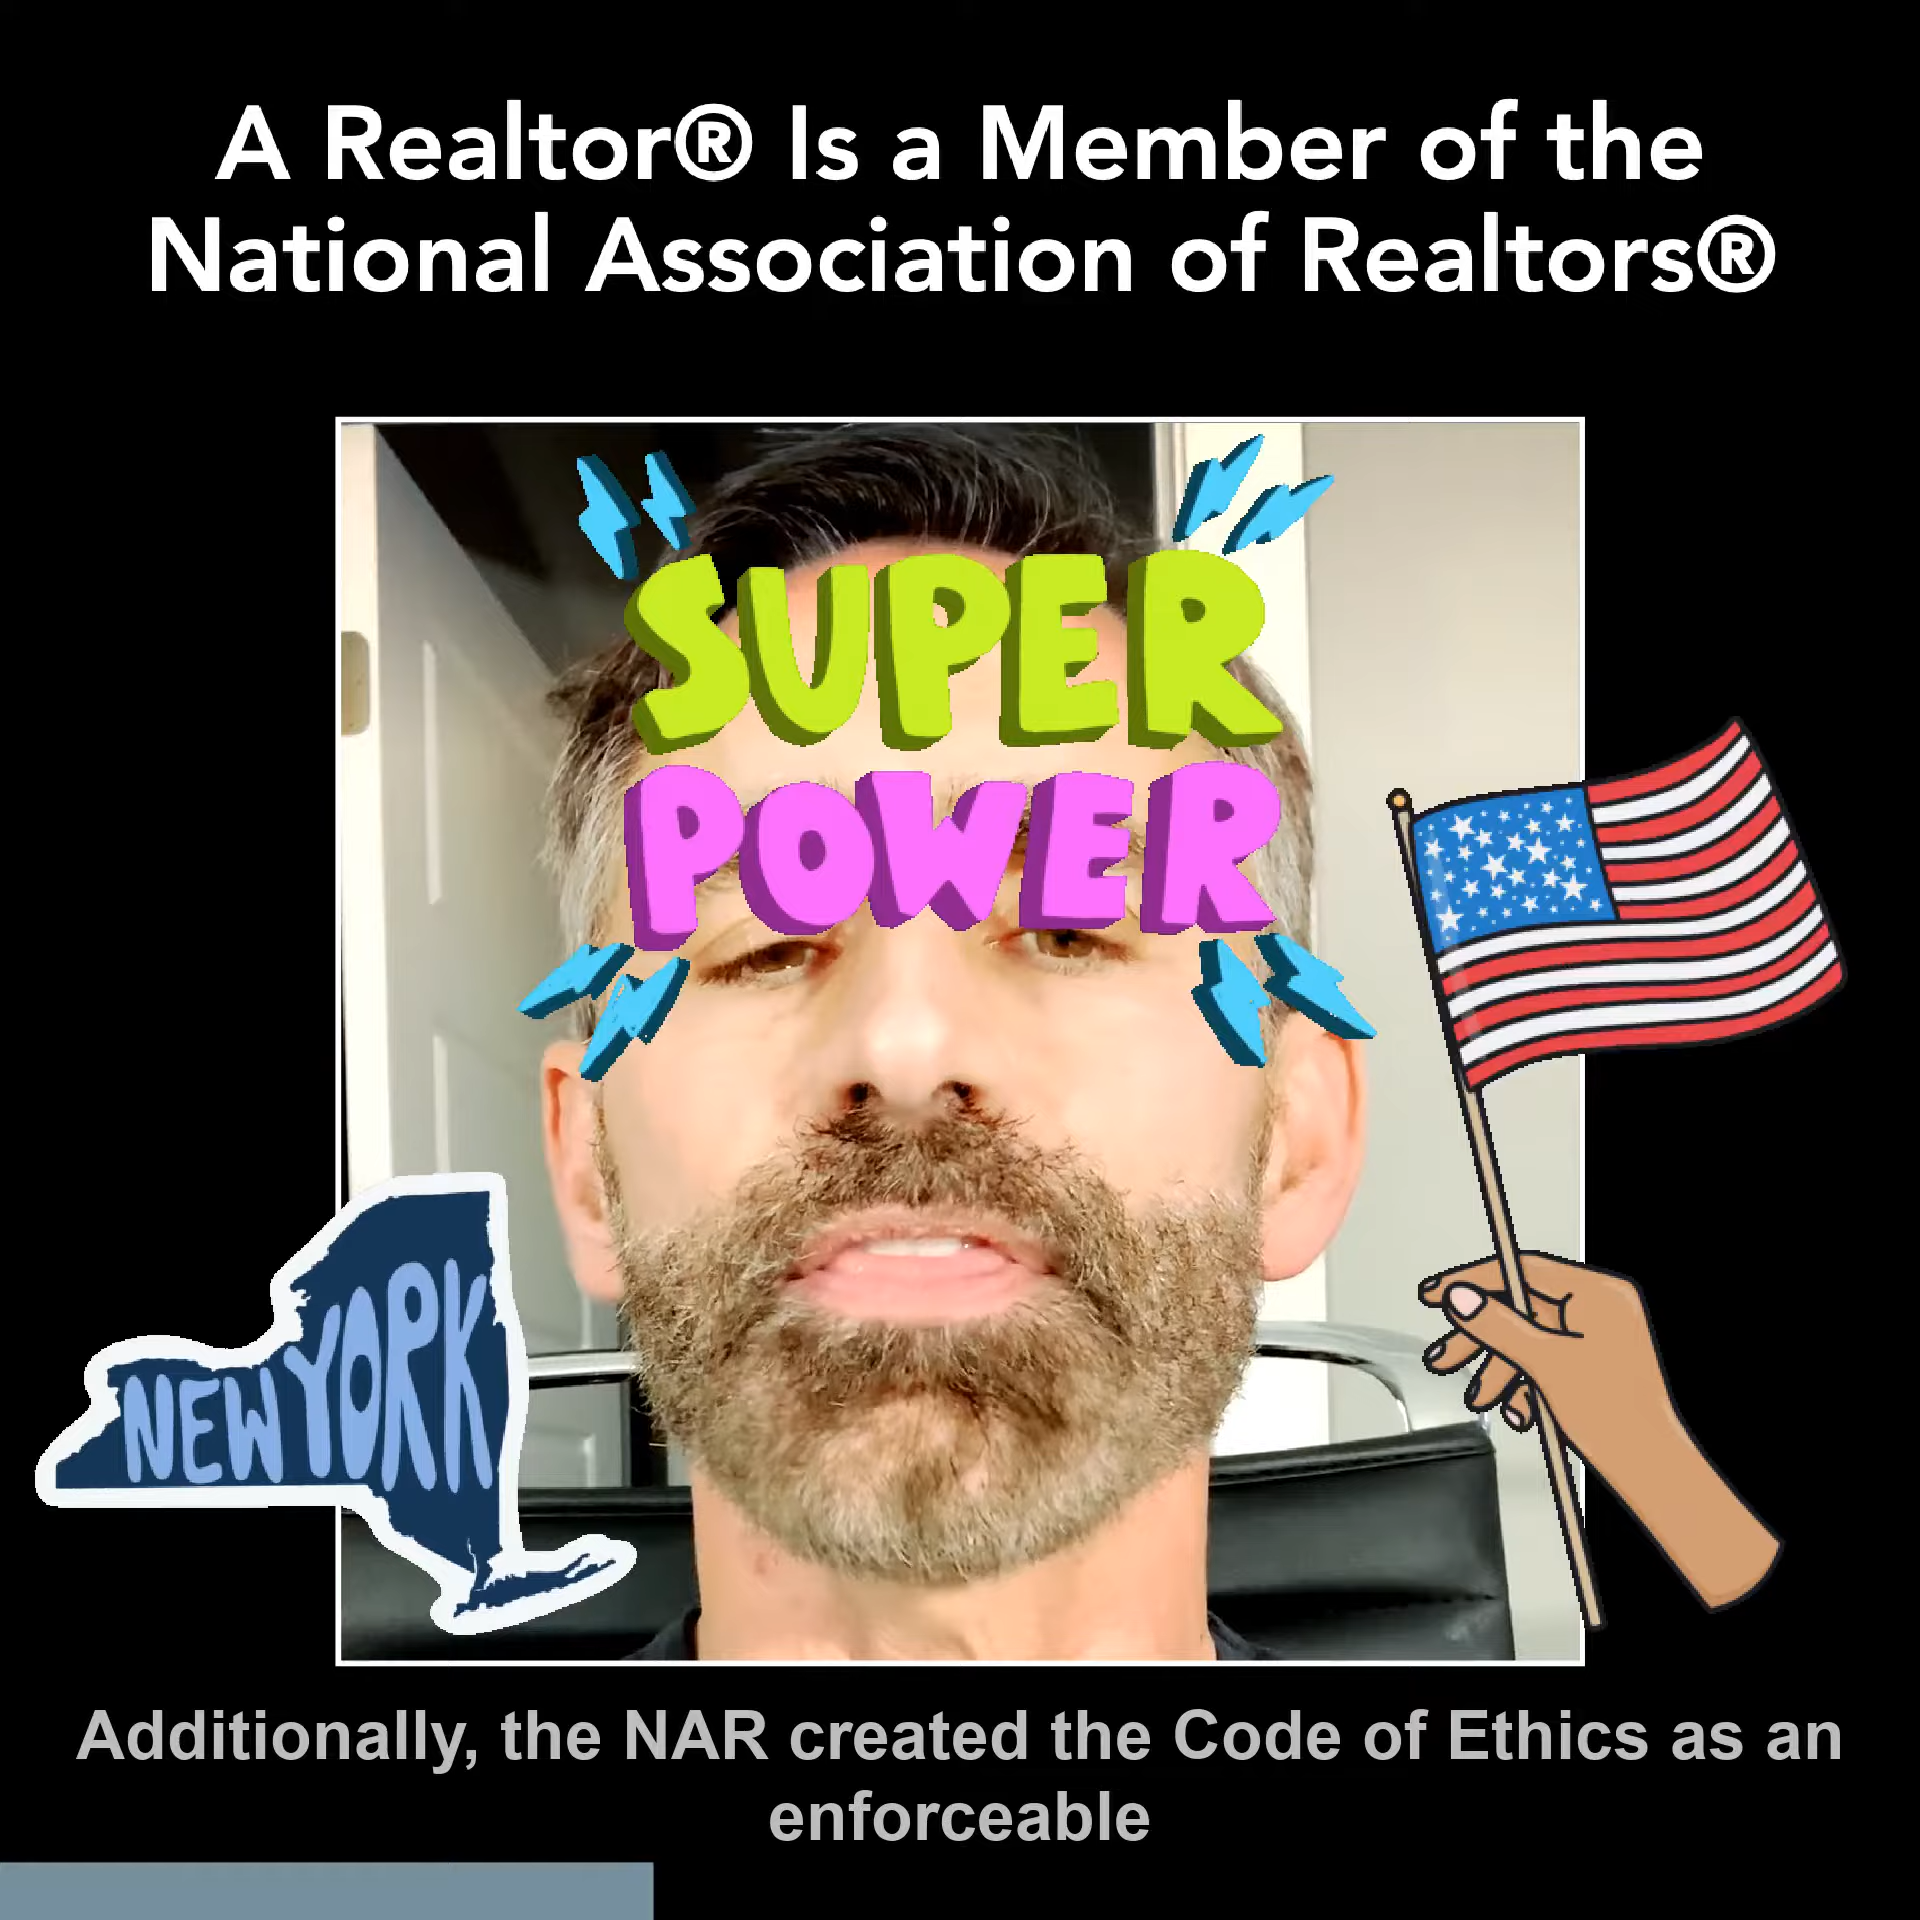 A Realtor® Is a Member of the
National Association of Realtors®
SUPER
POWER
NEW YORK
Additionally, the NAR created the Code of Ethics as an
enforceable